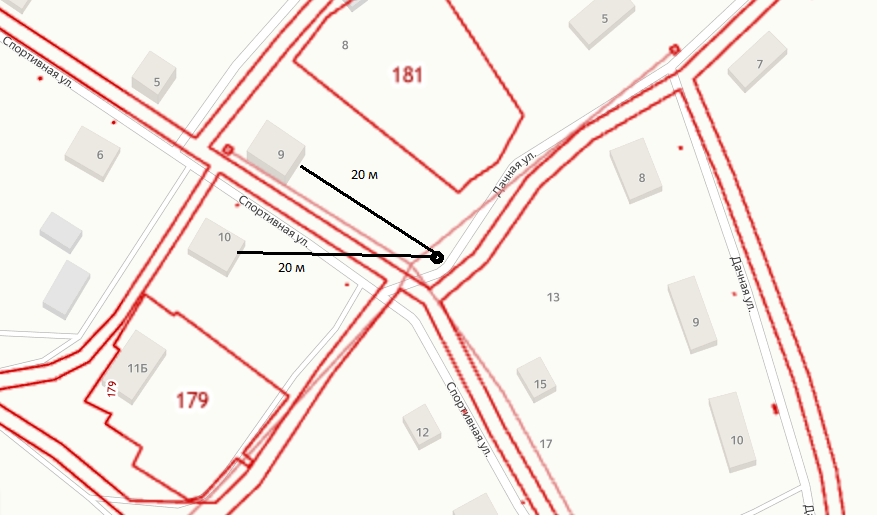 5
8
181
Спортивная ул.
5
7
6
9
20 м
Дачная ул.
8
Спортивная ул.
10
20 м
Дачная ул.
13
9
11Б
179
179
15
Спортивная ул.
12
17
10
Д